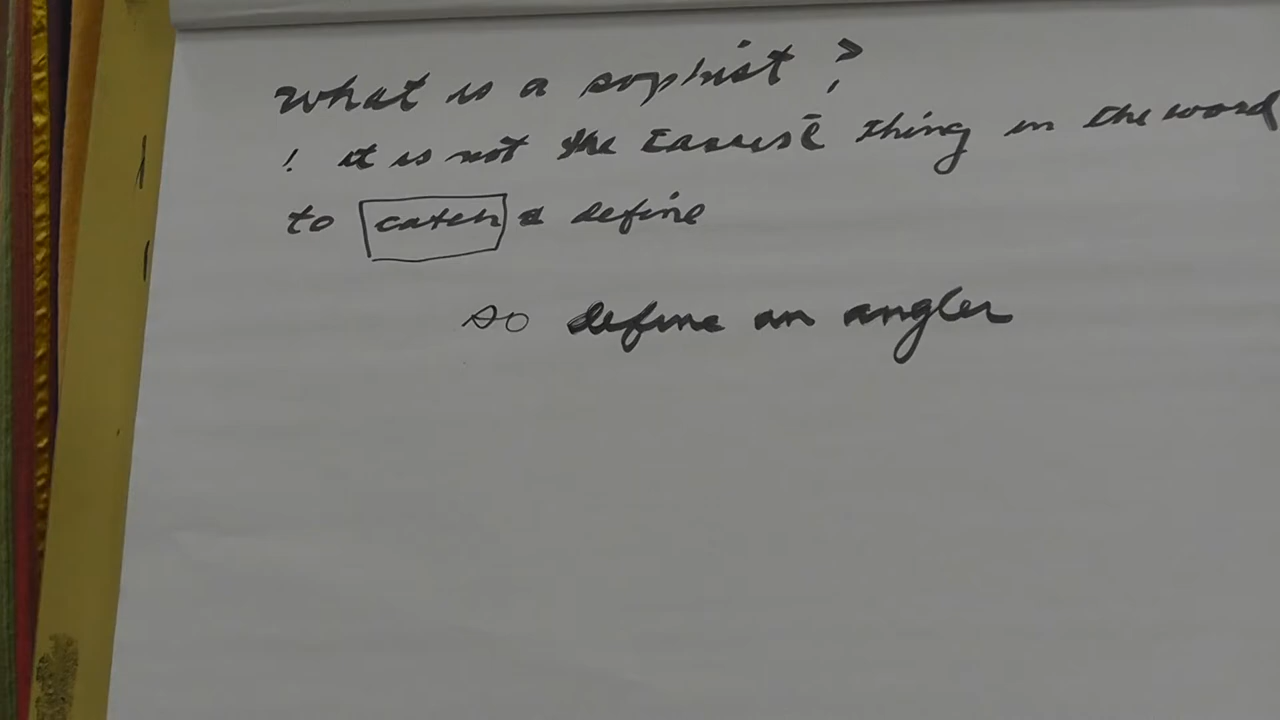 What is a sophist ?
! it is not the Easiest thing in the word
to catch & define
so define an angler